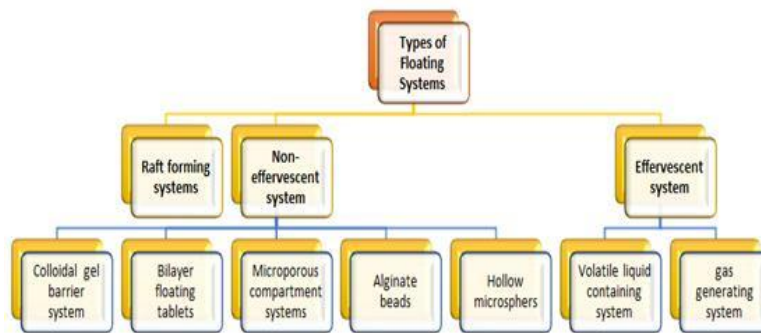 Types of
Floating
Systems
Raft forming
systems
Non-
effervescent
system
Effervescent
system
Colloidal gel
barrier
system
Bilayer
floating
tablets
Microporous
compartment
systems
Alginate
beads
Hollow
microsphers
Volatile liquid
containing
system
gas
generating
system